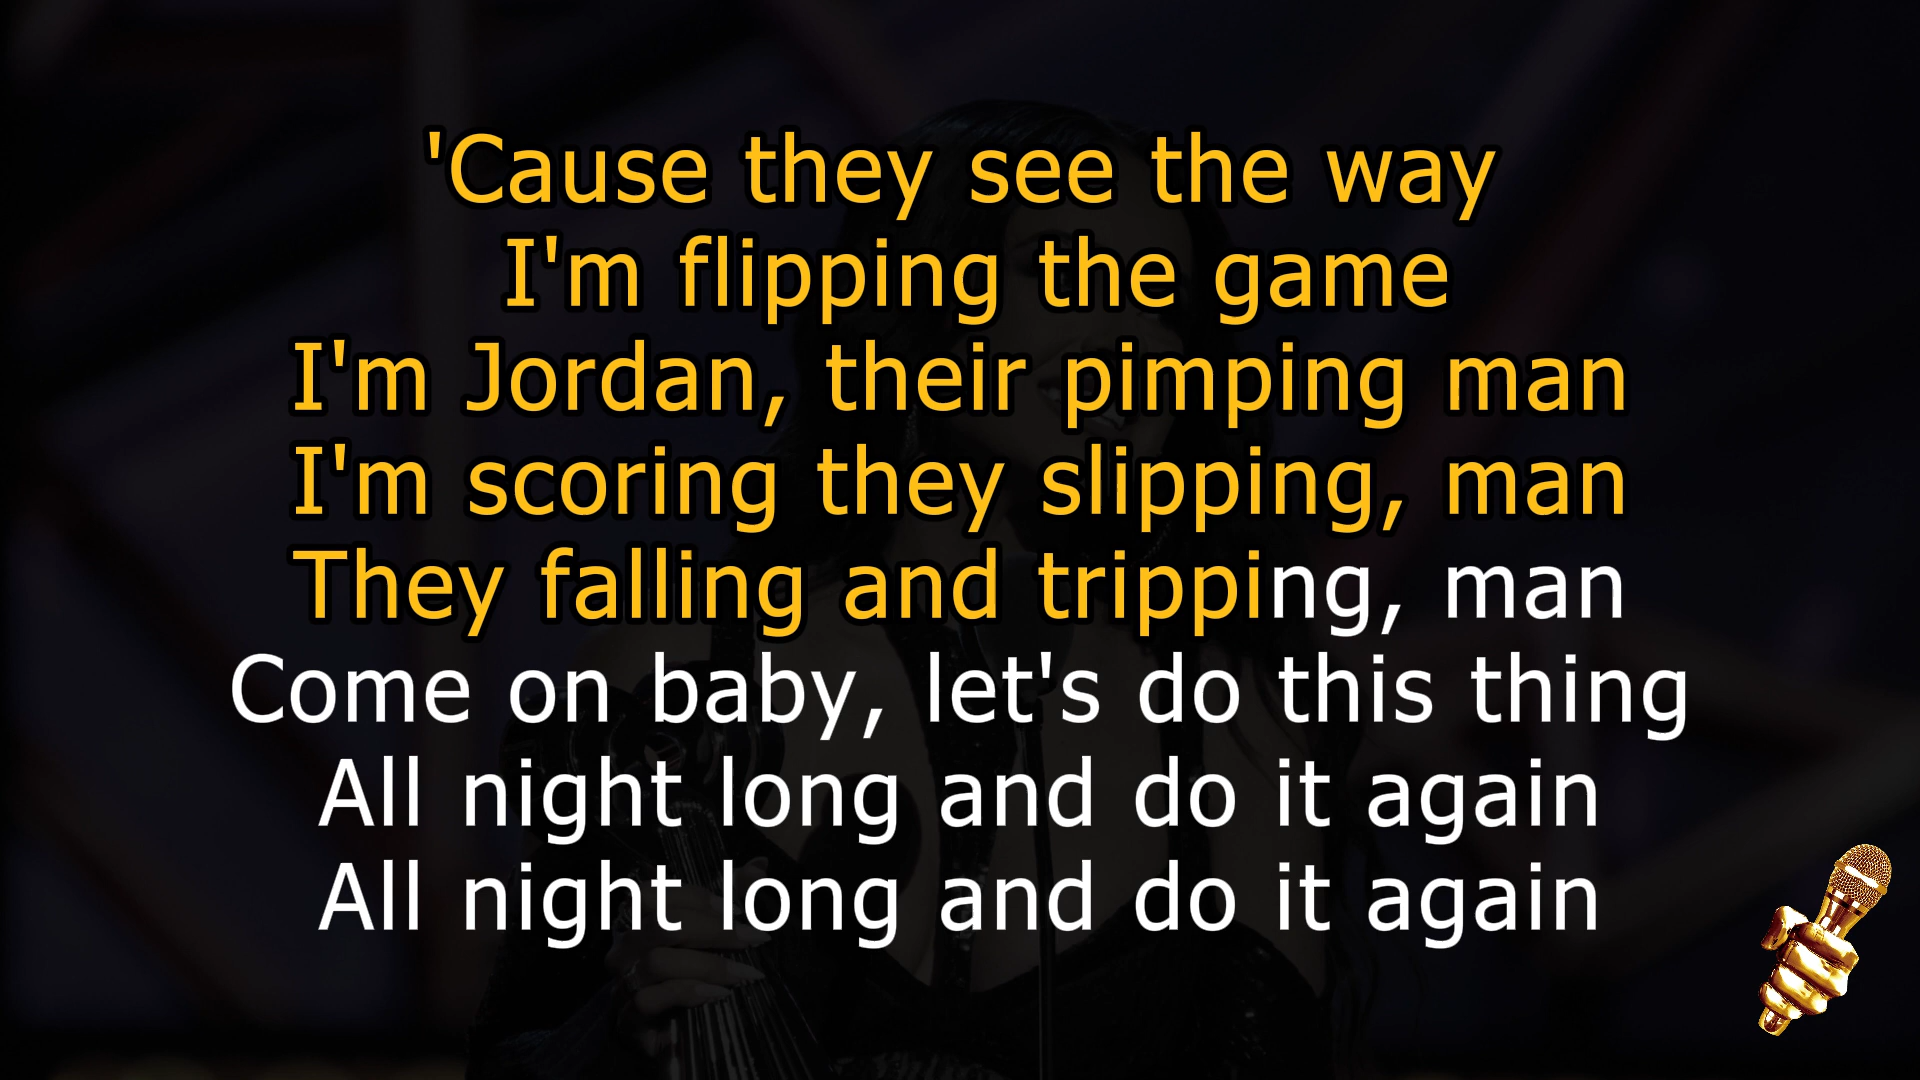 'Cause they see the way
I'm flipping the game
I'm Jordan, their pimping man
I'm scoring they slipping, man
They falling and tripping, man
Come on baby, let's do this thing
All night long and do it again
All night long and do it again